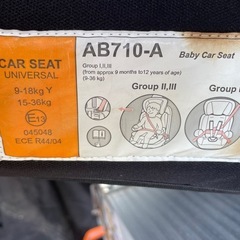 CAR SEAT
UNIVERSAL
9-18kg Y
15-36kg
E13
045048
ECE R44/04
AB710-A
Baby Car Seat
Group I,II,III
(from approx 9 months to12 years of age)
(9-36 kg)
Group II,III
Group I